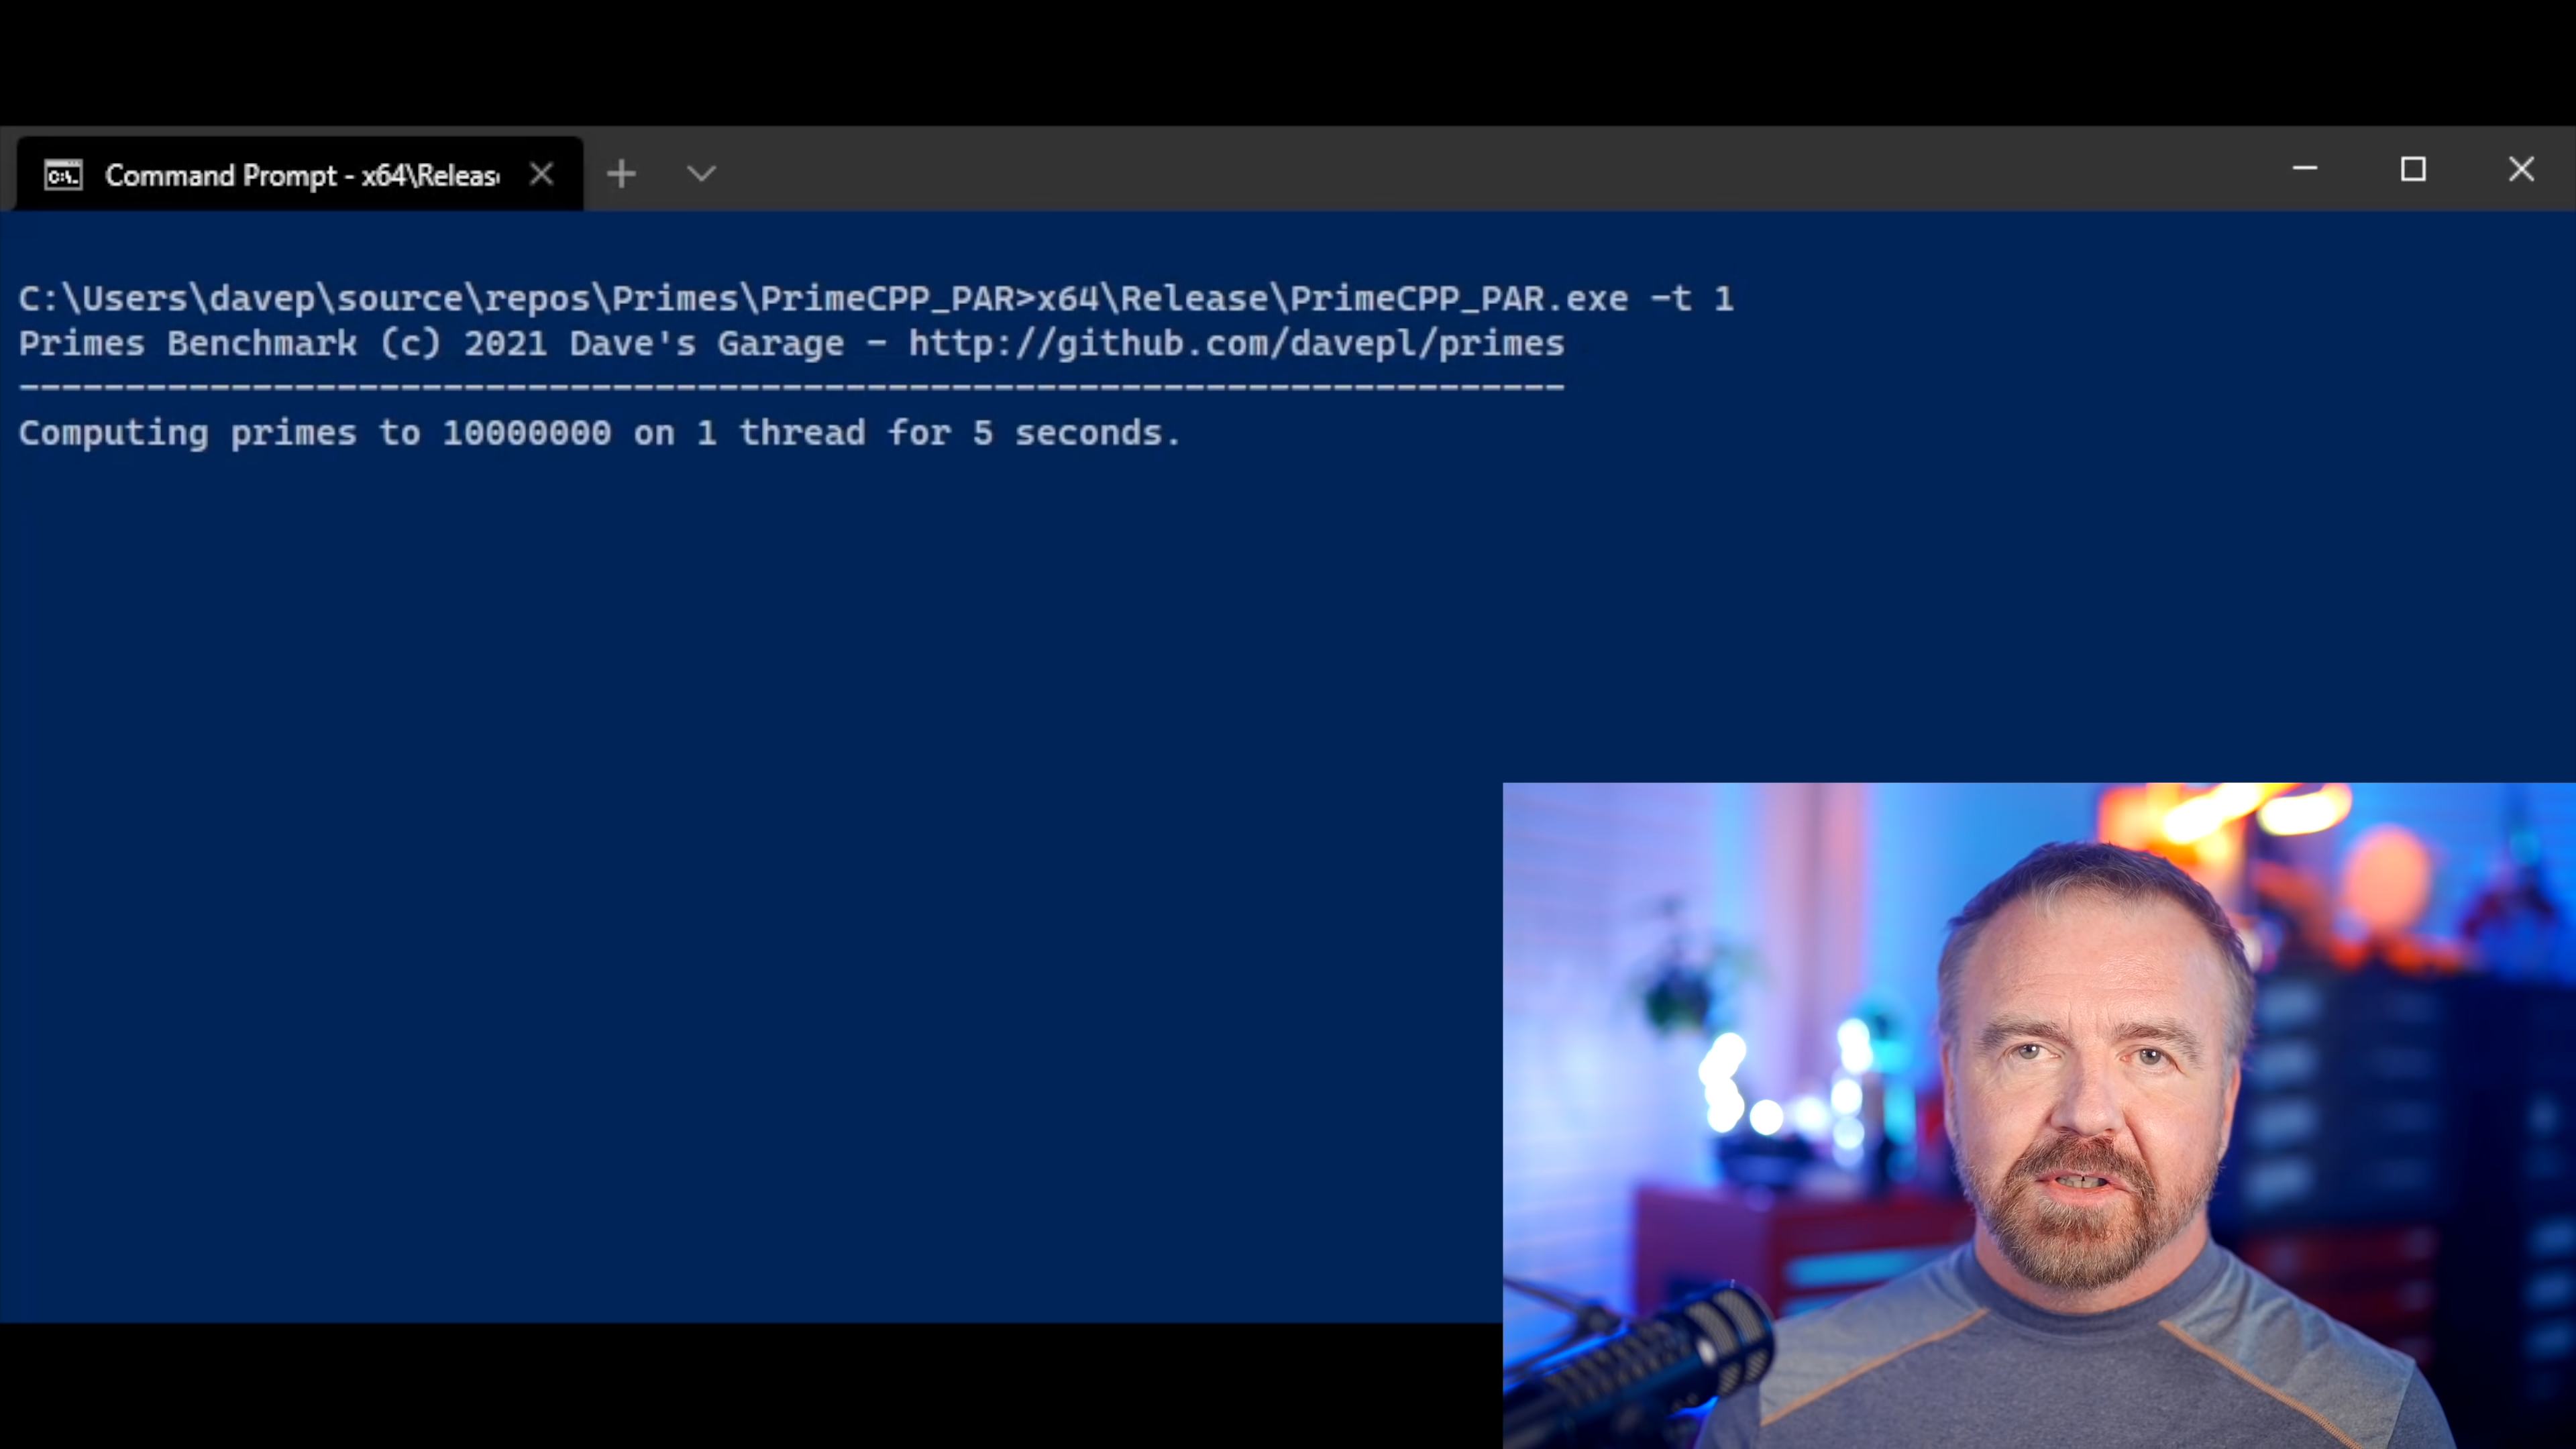 Command Prompt - x64\Releas
C:\Users\davep\source\repos\Primes\PrimeCPP_PAR>x64\Release\PrimeCPP_PAR.exe -t 1
Primes Benchmark (c) 2021 Dave's Garage - http://github.com/davepl/primes
-------------------------------------------------------------------------
Computing primes to 10000000 on 1 thread for 5 seconds.